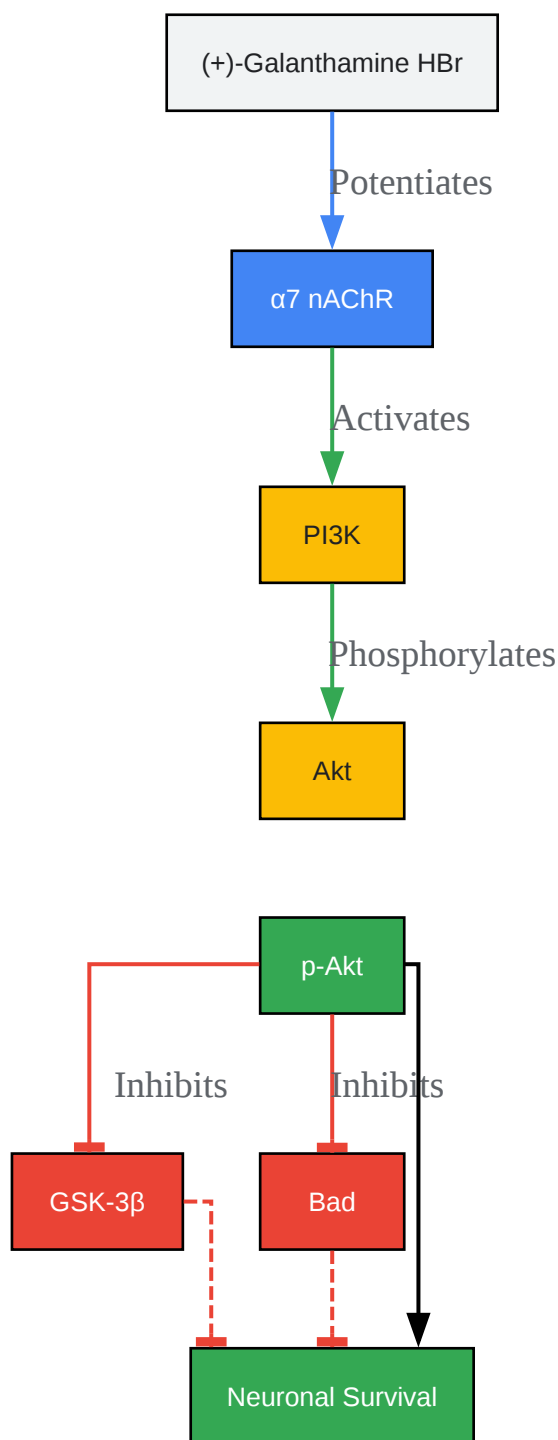 (+)-Galanthamine HBr
Potentiates
α7 nAChR
Activates
PI3K
Phosphorylates
Akt
p-Akt
Inhibits
Inhibits
GSK-3β
Bad
Neuronal Survival